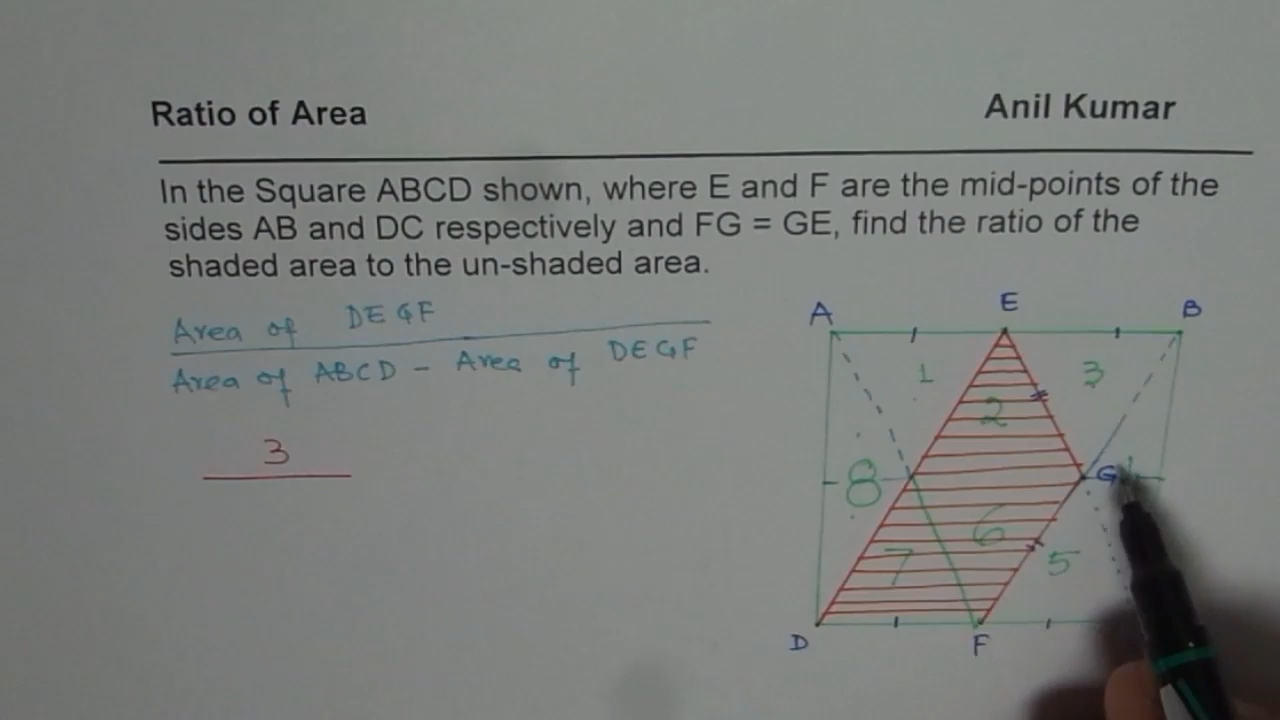 Ratio of Area
Anil Kumar
In the Square ABCD shown, where E and F are the mid-points of the
sides AB and DC respectively and FG = GE, find the ratio of the
shaded area to the un-shaded area.
Area of DEGF
Area of ABCD - Area of DEGF
3
A E B
1 2 3
8 G
7 6 5
D F